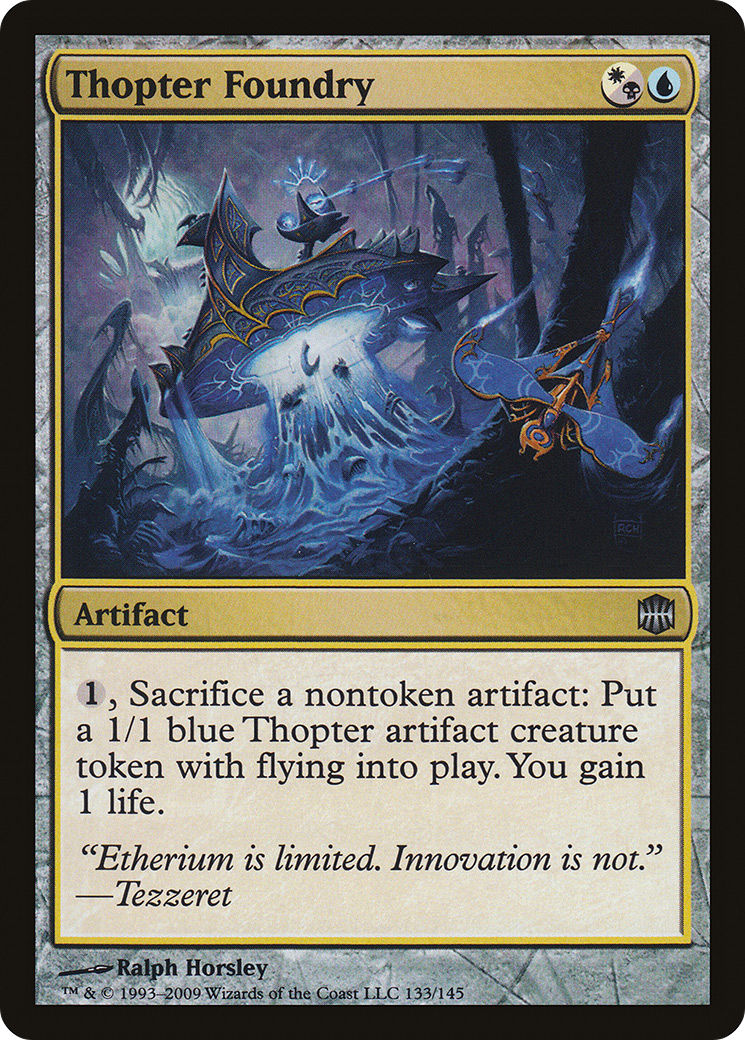 Thopter Foundry
Artifact
1, Sacrifice a nontoken artifact: Put
a 1/1 blue Thopter artifact creature
token with flying into play. You gain
1 life.
“Etherium is limited. Innovation is not.”
—Tezzeret
Ralph Horsley
™ & © 1993–2009 Wizards of the Coast LLC 133/145